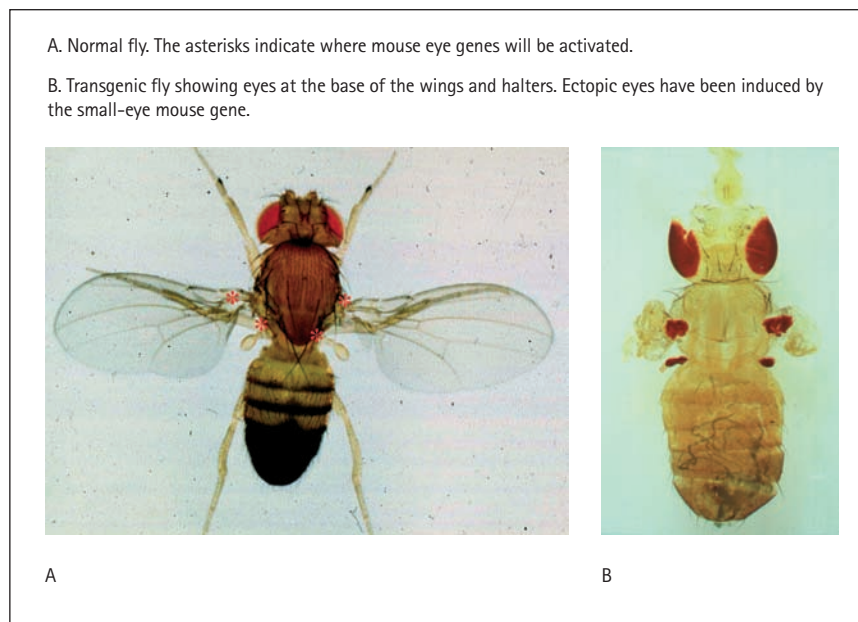 A. Normal fly. The asterisks indicate where mouse eye genes will be activated.
B. Transgenic fly showing eyes at the base of the wings and halters. Ectopic eyes have been induced by
the small-eye mouse gene.
A
B